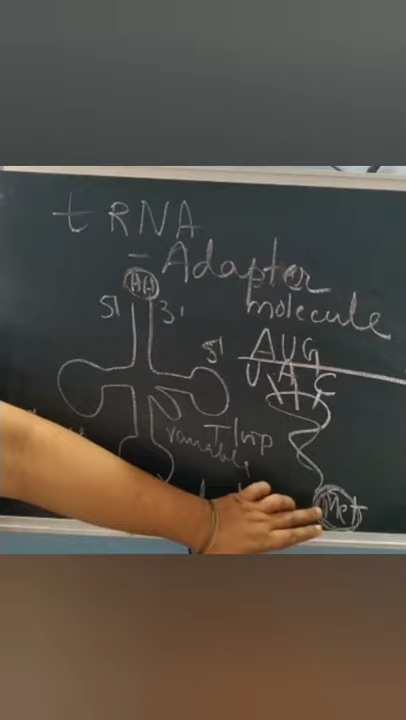 tRNA
- Adapter
molecule
AA
5' 3'
5' AUG
UAC
T loop
variable
Met